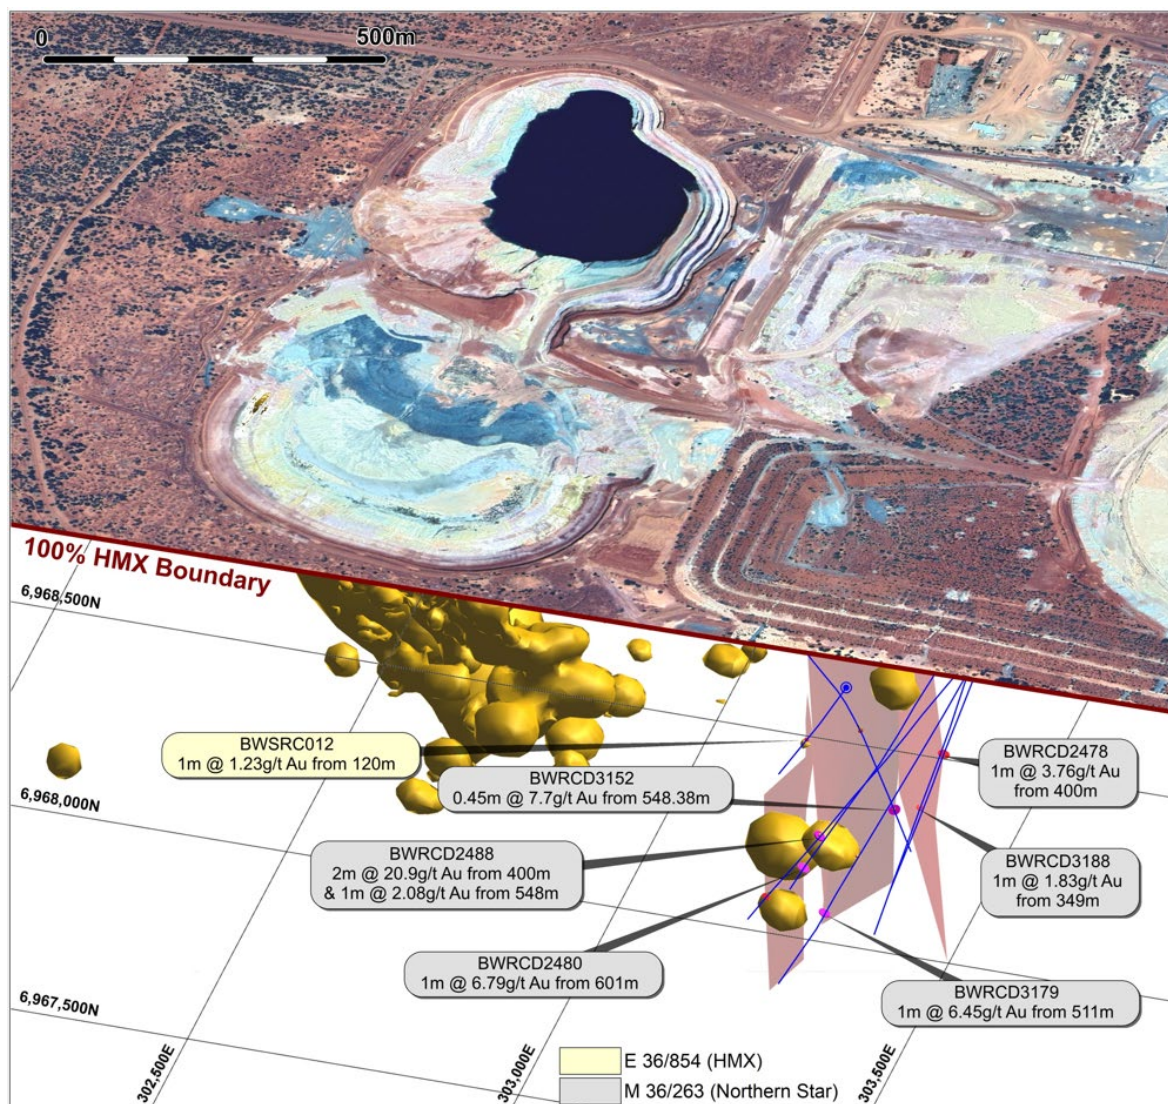 0 500m
100% HMX Boundary
6,968,500N
BWSRC012
1m @ 1.23g/t Au from 120m
BWRCD3152
0.45m @ 7.7g/t Au from 548.38m
BWRCD2478
1m @ 3.76g/t Au
from 400m
6,968,000N
BWRCD2488
2m @ 20.9g/t Au from 400m
& 1m @ 2.08g/t Au from 548m
BWRCD3188
1m @ 1.83g/t Au
from 349m
BWRCD2480
1m @ 6.79g/t Au from 601m
BWRCD3179
1m @ 6.45g/t Au from 511m
6,967,500N
302,500E
303,000E
303,500E
E 36/854 (HMX)
M 36/263 (Northern Star)